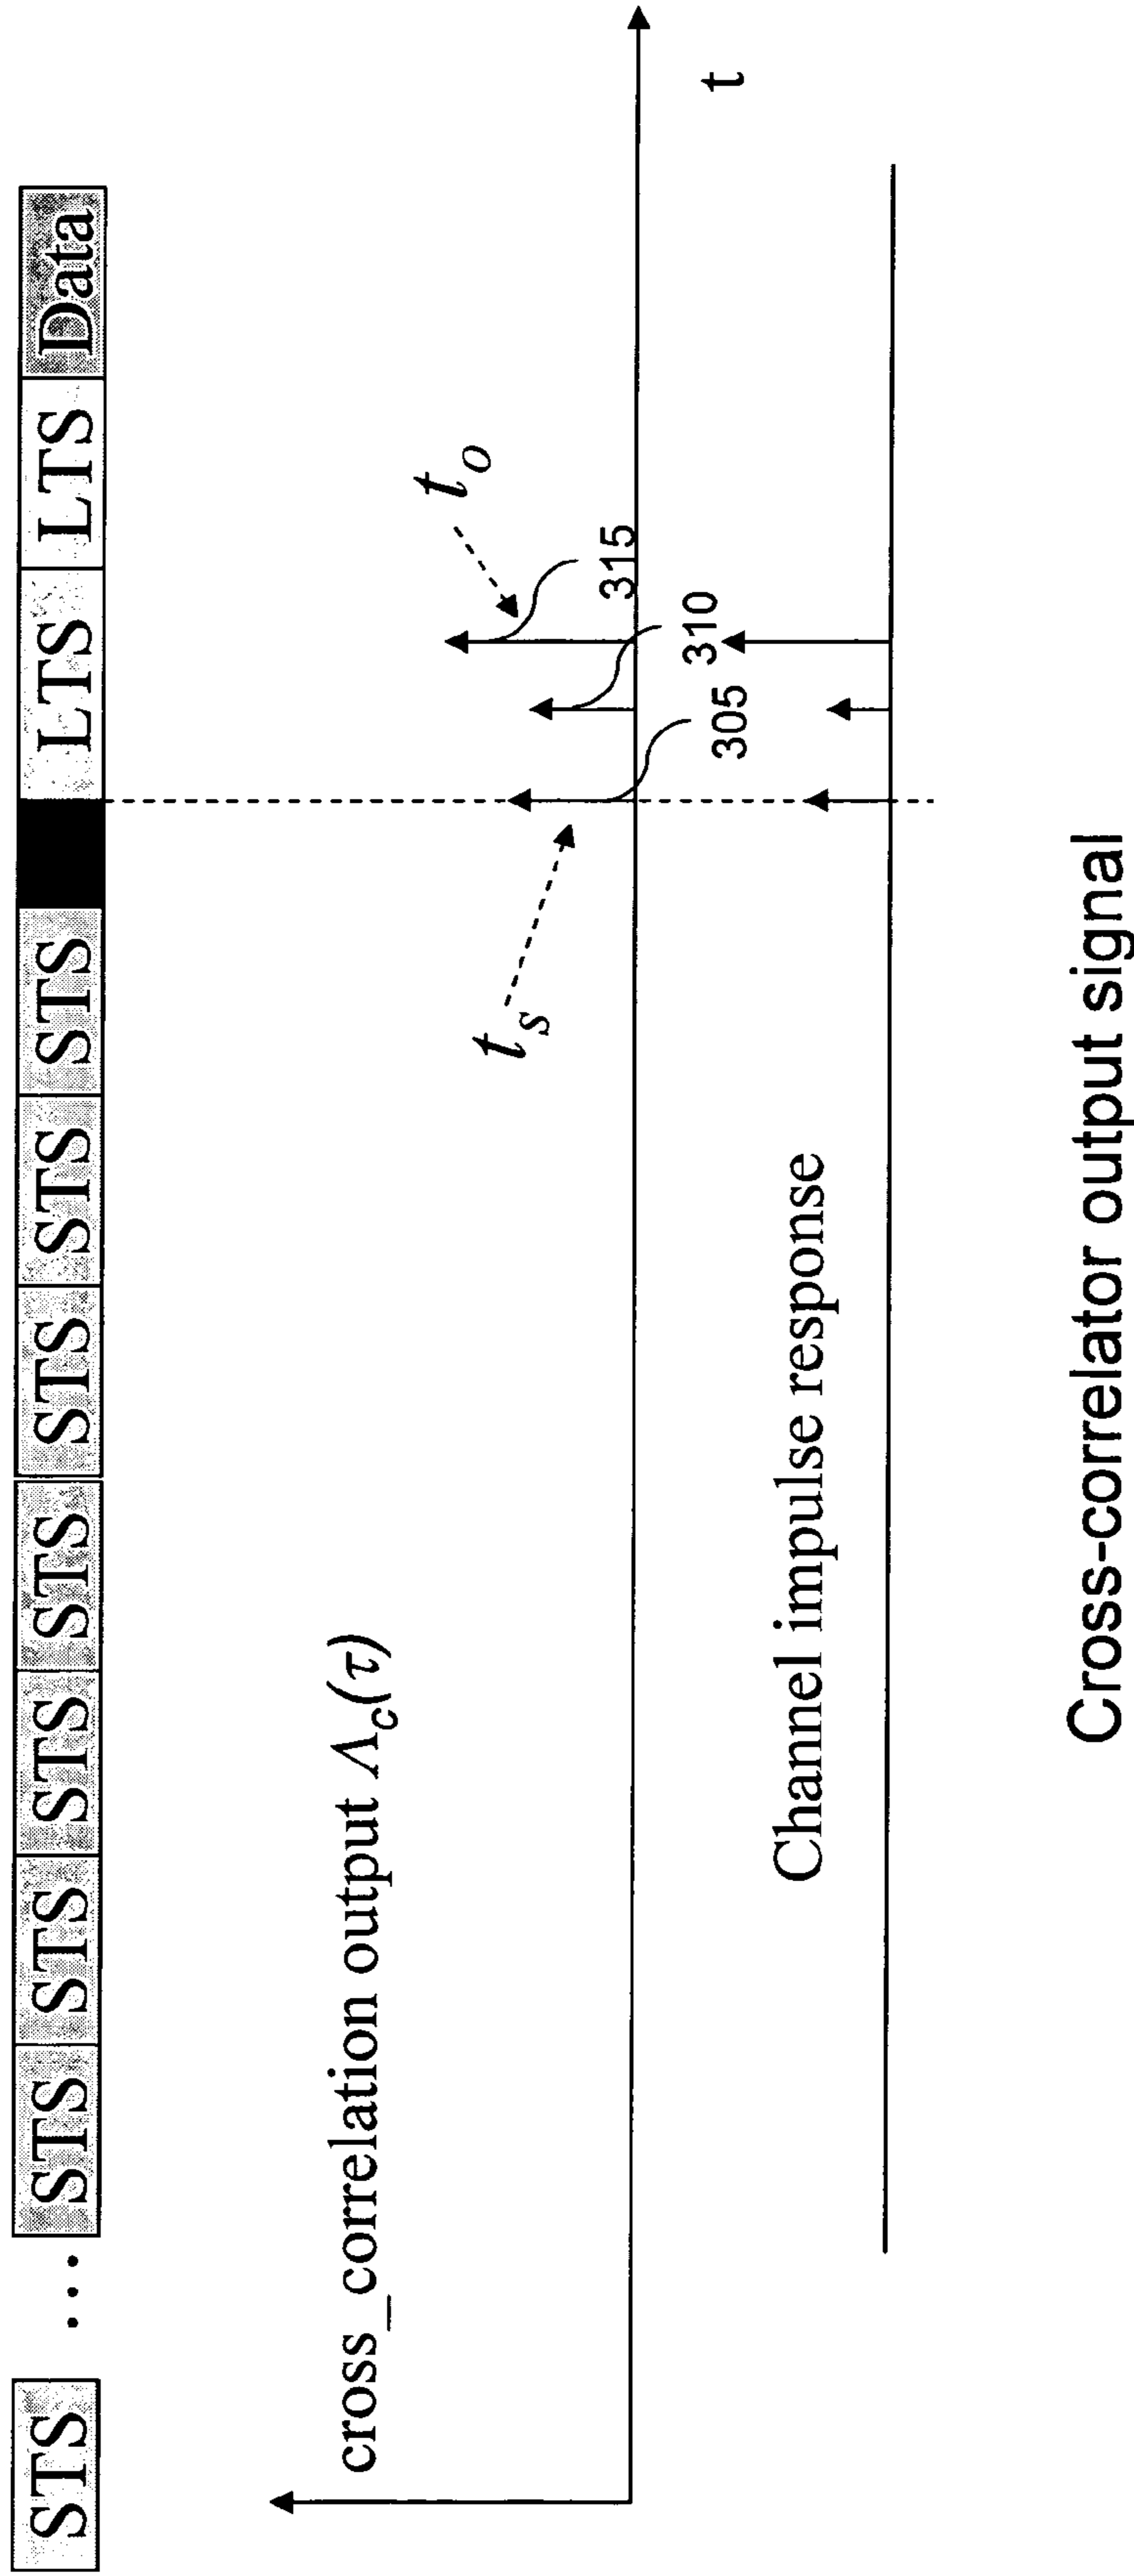 STS ... STS STS STS STS STS STS STS LTS LTS Data
cross_correlation output Λc(τ)
ts
to
315
310
305
t
Channel impulse response
Cross-correlator output signal